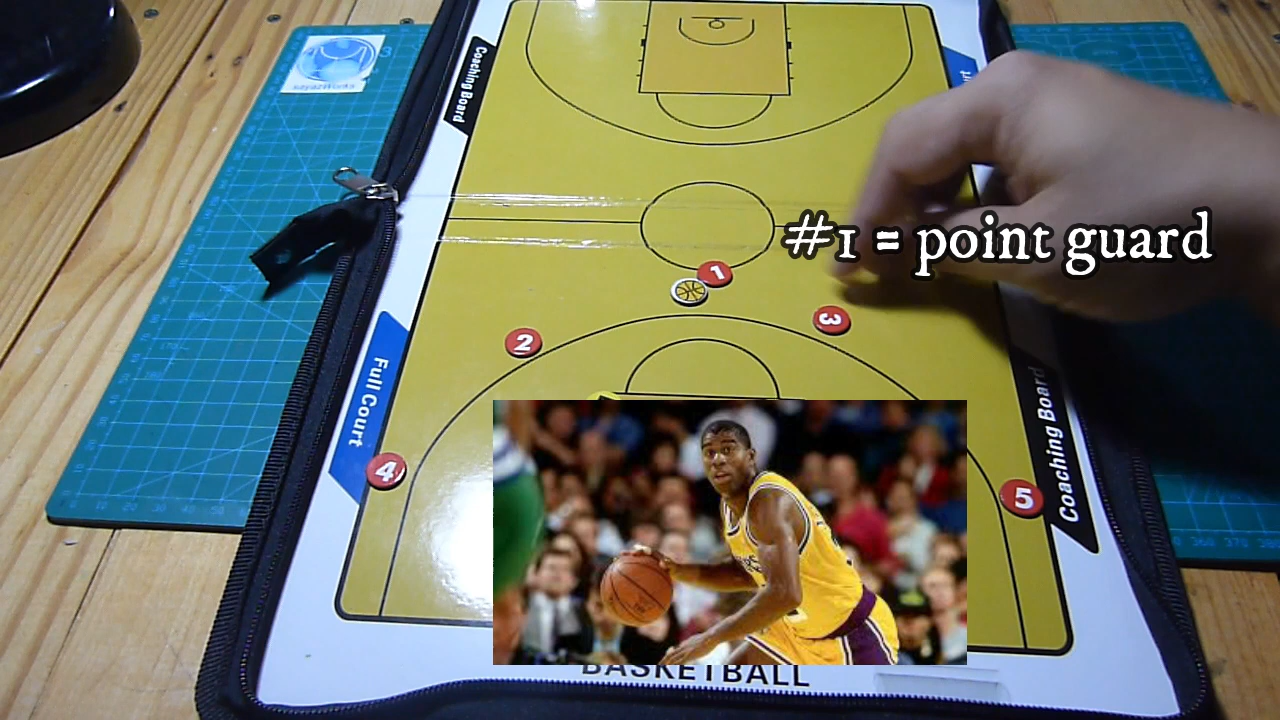 Coaching Board
#1 = point guard
1
3
2
Full Court
4
5
Coaching Board
BASKETBALL